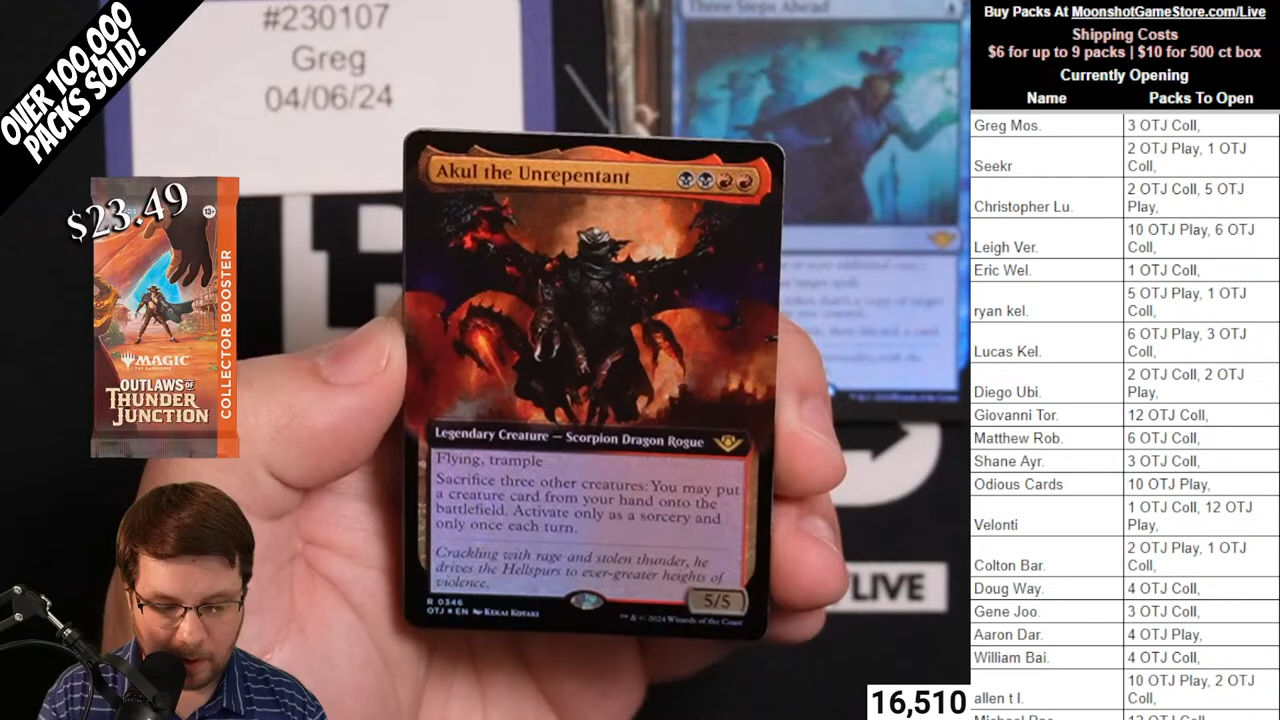 OVER 100,000
PACKS SOLD!
#230107
Greg
04/06/24
Three Steps Ahead
$23.49
13+
MAGIC
THE GATHERING
OUTLAWS OF
THUNDER
JUNCTION
COLLECTOR BOOSTER
Akul the Unrepentant
Legendary Creature — Scorpion Dragon Rogue
Flying, trample
Sacrifice three other creatures: You may put
a creature card from your hand onto the
battlefield. Activate only as a sorcery and
only once each turn.
Crackling with rage and stolen thunder, he
drives the Hellspurs to ever-greater heights of
violence.
5/5
R 0346
OTJ ★ EN KEKAI KOTAKI
™ & © 2024 Wizards of the Coast
LIVE
16,510
Buy Packs At MoonshotGameStore.com/Live
Shipping Costs
$6 for up to 9 packs | $10 for 500 ct box
Currently Opening
Name Packs To Open
Greg Mos. 3 OTJ Coll,
Seekr 2 OTJ Play, 1 OTJ
Coll,
Christopher Lu. 2 OTJ Coll, 5 OTJ
Play,
Leigh Ver. 10 OTJ Play, 6 OTJ
Coll,
Eric Wel. 1 OTJ Coll,
ryan kel. 5 OTJ Play, 1 OTJ
Coll,
Lucas Kel. 6 OTJ Play, 3 OTJ
Coll,
Diego Ubi. 2 OTJ Coll, 2 OTJ
Play,
Giovanni Tor. 12 OTJ Coll,
Matthew Rob. 6 OTJ Coll,
Shane Ayr. 3 OTJ Coll,
Odious Cards 10 OTJ Play,
Velonti 1 OTJ Coll, 12 OTJ
Play,
Colton Bar. 2 OTJ Play, 1 OTJ
Coll,
Doug Way. 4 OTJ Coll,
Gene Joo. 3 OTJ Coll,
Aaron Dar. 4 OTJ Play,
William Bai. 4 OTJ Coll,
allen t l. 10 OTJ Play, 2 OTJ
Coll,